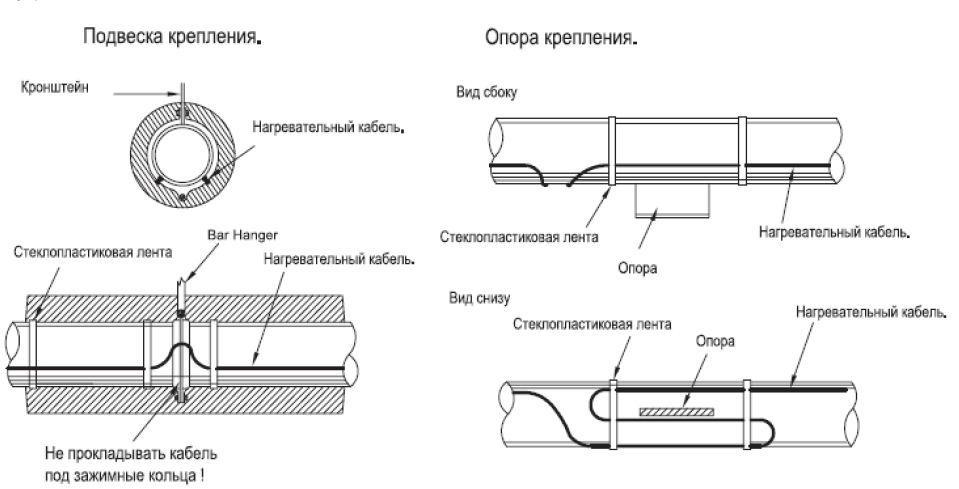 Подвеска крепления.
Кронштейн
Нагревательный кабель.
Bar Hanger
Стеклопластиковая лента
Нагревательный кабель.
Не прокладывать кабель
под зажимные кольца !
Опора крепления.
Вид сбоку
Стеклопластиковая лента
Нагревательный кабель.
Опора
Вид снизу
Стеклопластиковая лента
Нагревательный кабель.
Опора